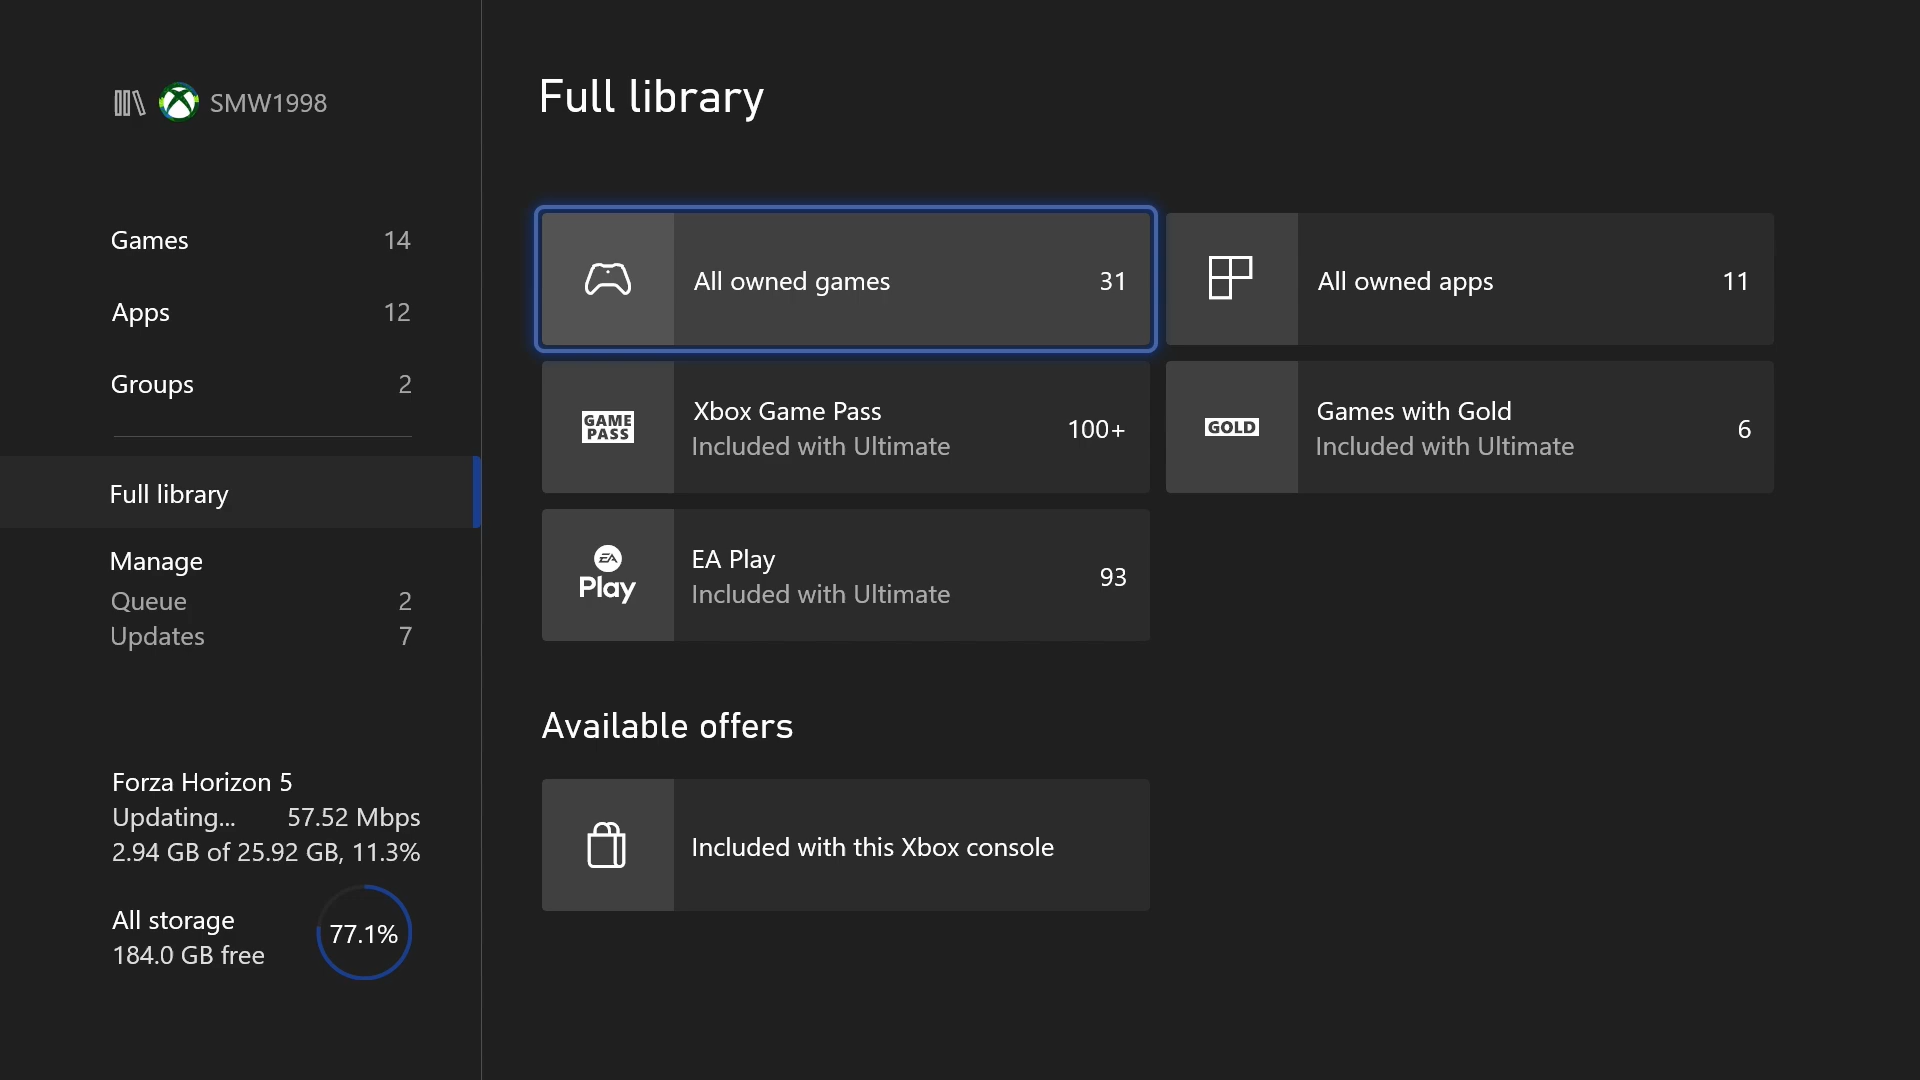 SMW1998
Games 14
Apps 12
Groups 2
Full library
Manage
Queue 2
Updates 7
Forza Horizon 5
Updating... 57.52 Mbps
2.94 GB of 25.92 GB, 11.3%
All storage
184.0 GB free
77.1%
Full library
All owned games 31
All owned apps 11
GAME
PASS
Xbox Game Pass
Included with Ultimate
100+
GOLD
Games with Gold
Included with Ultimate
6
EA
Play
EA Play
Included with Ultimate
93
Available offers
Included with this Xbox console